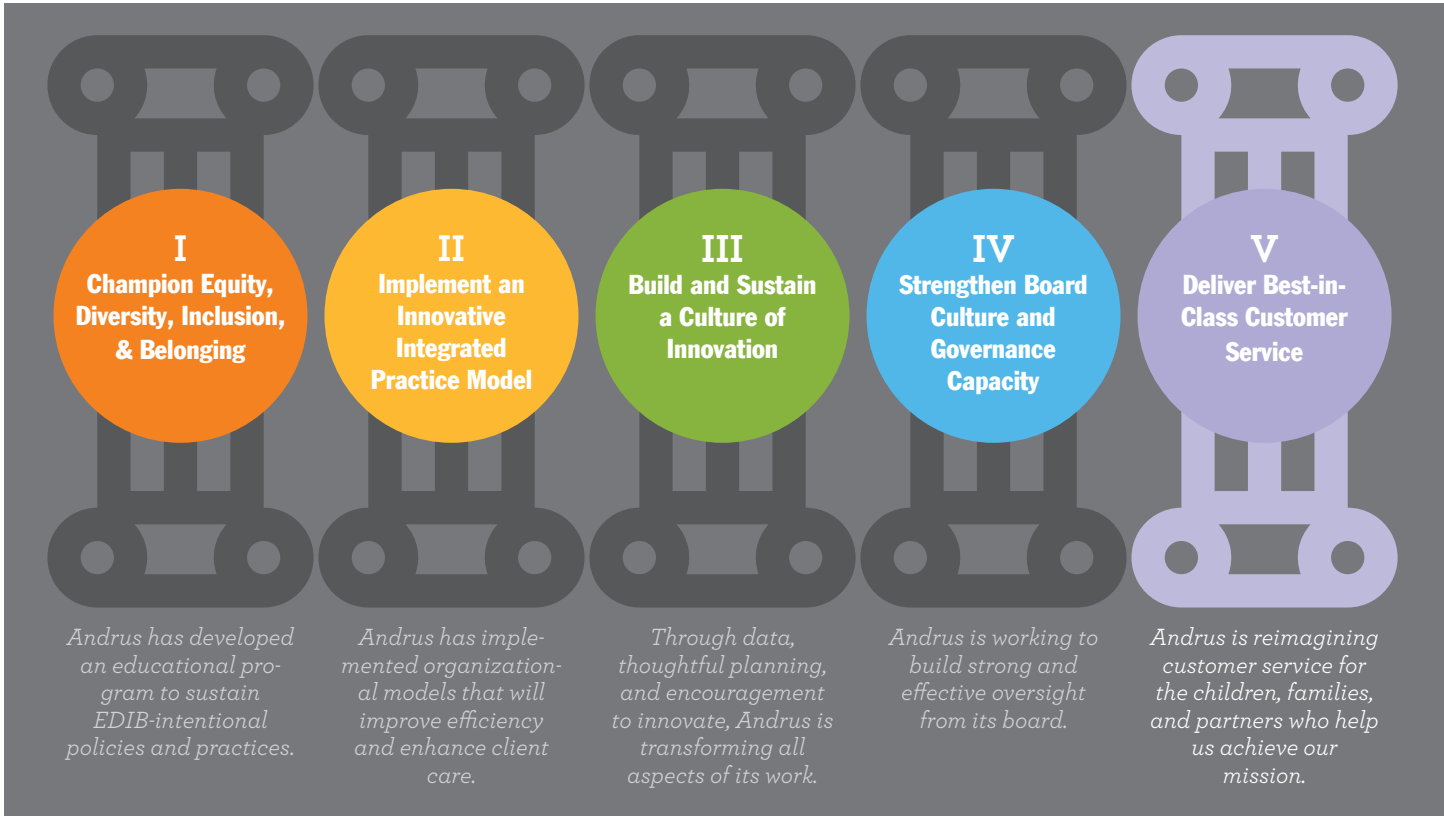 I
Champion Equity,
Diversity, Inclusion,
& Belonging
II
Implement an
Innovative
Integrated
Practice Model
III
Build and Sustain
a Culture of
Innovation
IV
Strengthen Board
Culture and
Governance
Capacity
V
Deliver Best-in-
Class Customer
Service
Andrus has developed
an educational pro-
gram to sustain
EDIB-intentional
policies and practices.
Andrus has imple-
mented organization-
al models that will
improve efficiency
and enhance client
care.
Through data,
thoughtful planning,
and encouragement
to innovate, Andrus is
transforming all
aspects of its work.
Andrus is working to
build strong and
effective oversight
from its board.
Andrus is reimagining
customer service for
the children, families,
and partners who help
us achieve our
mission.